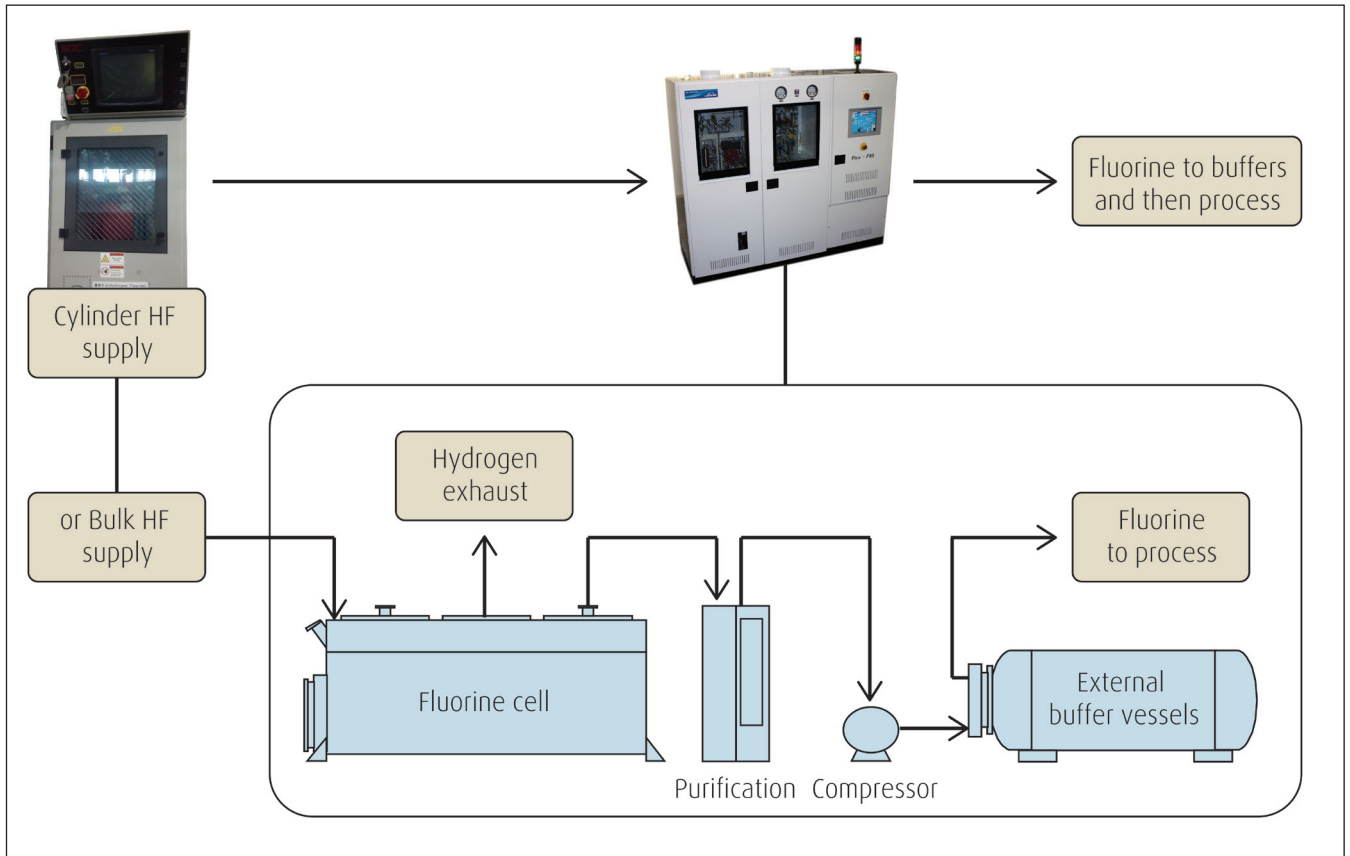 Fluorine to buffers
and then process
Cylinder HF
supply
or Bulk HF
supply
Hydrogen
exhaust
Fluorine
to process
Fluorine cell
External
buffer vessels
Purification
Compressor